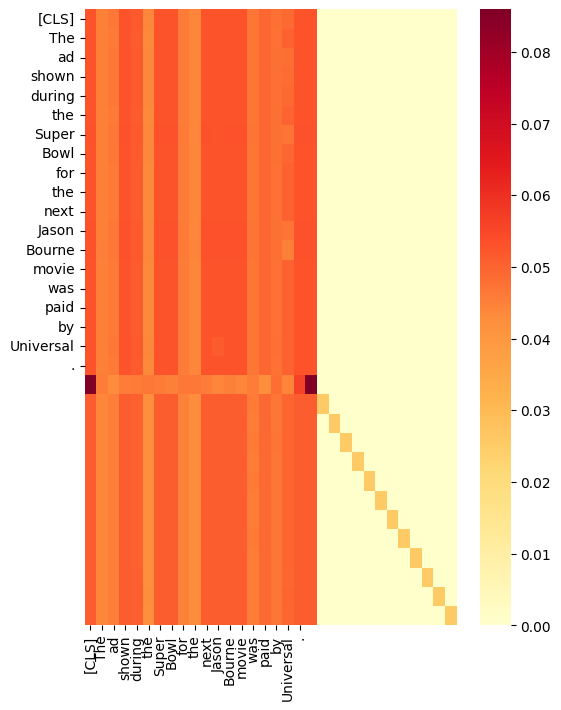 [CLS]
The
ad
shown
during
the
Super
Bowl
for
the
next
Jason
Bourne
movie
was
paid
by
Universal
.
[CLS]
The
ad
shown
during
the
Super
Bowl
for
the
next
Jason
Bourne
movie
was
paid
by
Universal
.
0.08
0.07
0.06
0.05
0.04
0.03
0.02
0.01
0.00